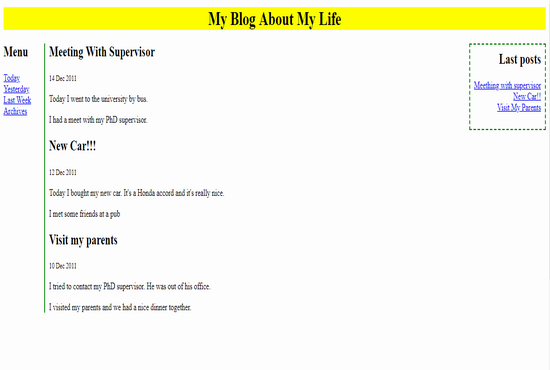 My Blog About My Life
Menu
Today
Yesterday
Last Week
Archives
Meeting With Supervisor
14 Dec 2011
Today I went to the university by bus.
I had a meet with my PhD supervisor.
New Car!!!
12 Dec 2011
Today I bought my new car. It's a Honda accord and it's really nice.
I met some friends at a pub
Visit my parents
10 Dec 2011
I tried to contact my PhD supervisor. He was out of his office.
I visited my parents and we had a nice dinner together.
Last posts
Meething with supervisor
New Car!!
Visit My Parents